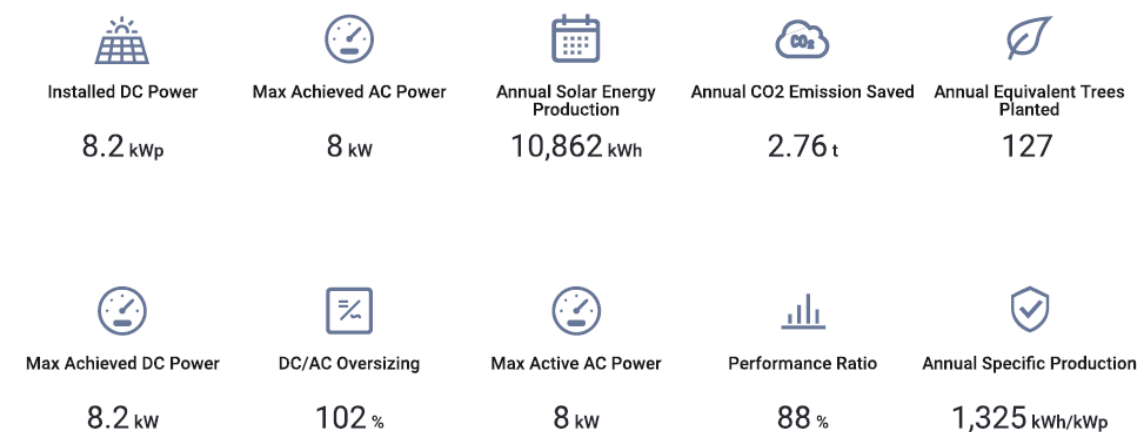 CO₂
Installed DC Power
Max Achieved AC Power
Annual Solar Energy
Production
Annual CO2 Emission Saved
Annual Equivalent Trees
Planted
8.2 kWp
8 kW
10,862 kWh
2.76 t
127
Max Achieved DC Power
DC/AC Oversizing
Max Active AC Power
Performance Ratio
Annual Specific Production
8.2 kW
102 %
8 kW
88 %
1,325 kWh/kWp